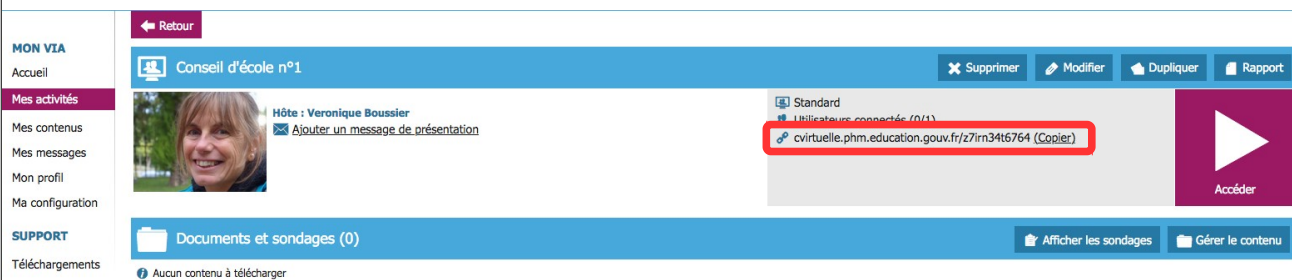 Retour
MON VIA
Accueil
Mes activités
Mes contenus
Mes messages
Mon profil
Ma configuration
SUPPORT
Téléchargements
Conseil d'école n°1
Supprimer
Modifier
Dupliquer
Rapport
Hôte : Veronique Boussier
Ajouter un message de présentation
Standard
Utilisateurs connectés (0/1)
cvirtuelle.phm.education.gouv.fr/z7irn34t6764 (Copier)
Accéder
Documents et sondages (0)
Afficher les sondages
Gérer le contenu
Aucun contenu à télécharger